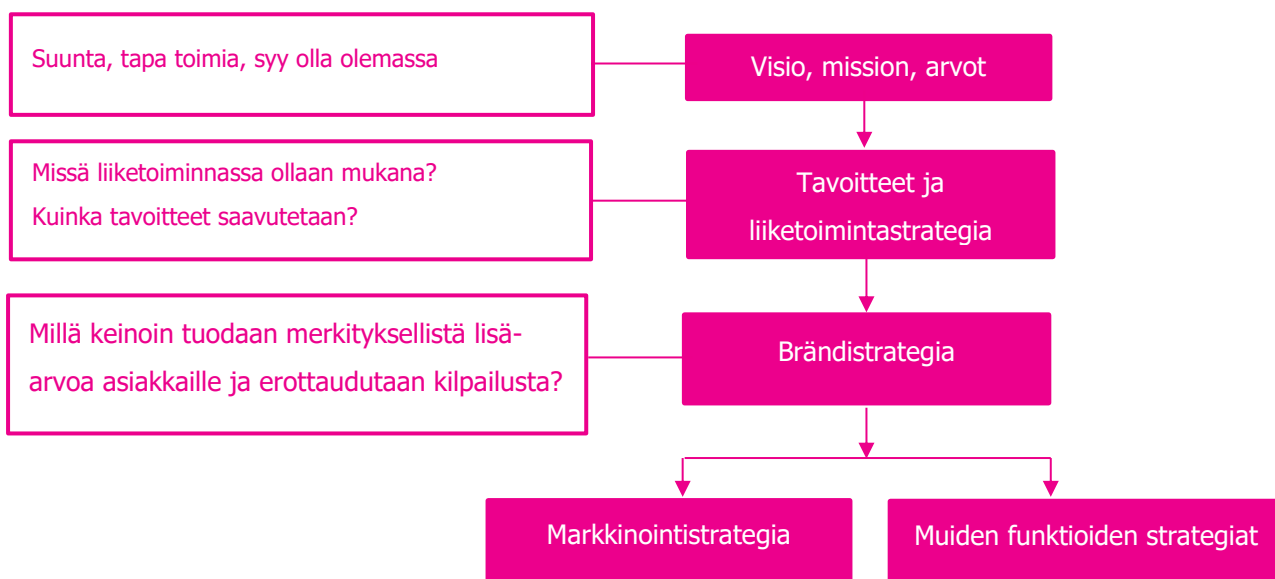 Suunta, tapa toimia, syy olla olemassa
Visio, mission, arvot
Missä liiketoiminnassa ollaan mukana?
Kuinka tavoitteet saavutetaan?
Tavoitteet ja
liiketoimintastrategia
Millä keinoin tuodaan merkityksellistä lisä-
arvoa asiakkaille ja erottaudutaan kilpailusta?
Brändistrategia
Markkinointistrategia
Muiden funktioiden strategiat